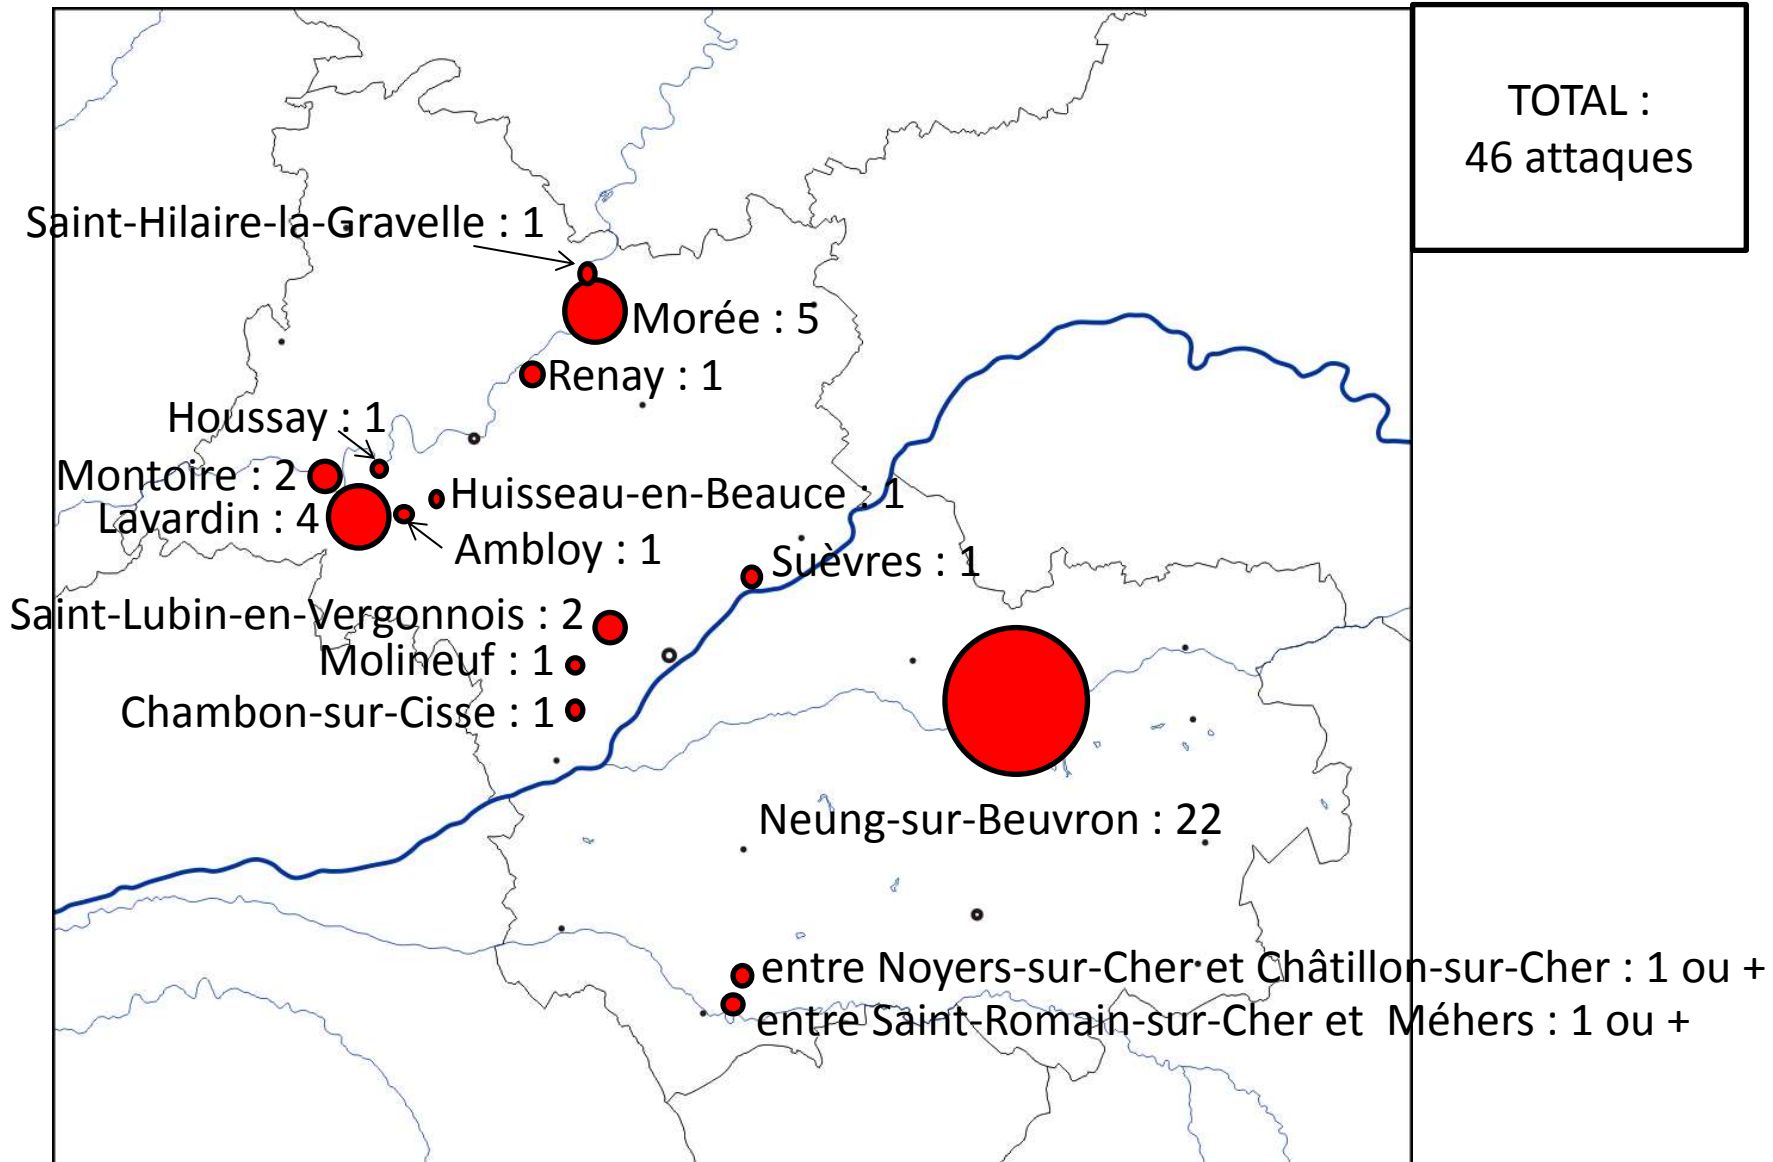 TOTAL :
46 attaques
Saint-Hilaire-la-Gravelle : 1
Morée : 5
Renay : 1
Houssay : 1
Montoire : 2
Huisseau-en-Beauce : 1
Lavardin : 4
Ambloy : 1
Suèvres : 1
Saint-Lubin-en-Vergonnois : 2
Molineuf : 1
Chambon-sur-Cisse : 1
Neung-sur-Beuvron : 22
entre Noyers-sur-Cher et Châtillon-sur-Cher : 1 ou +
entre Saint-Romain-sur-Cher et Méhers : 1 ou +